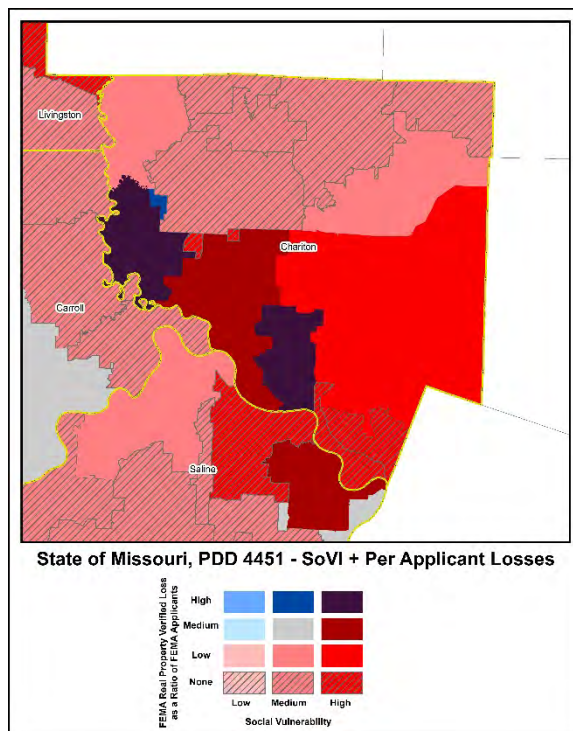 Livingston
Chariton
Carroll
Saline
State of Missouri, PDD 4451 - SoVI + Per Applicant Losses
FEMA Real Property Verified Loss
as a Ratio of FEMA Applicants
High
Medium
Low
None
Low Medium High
Social Vulnerability